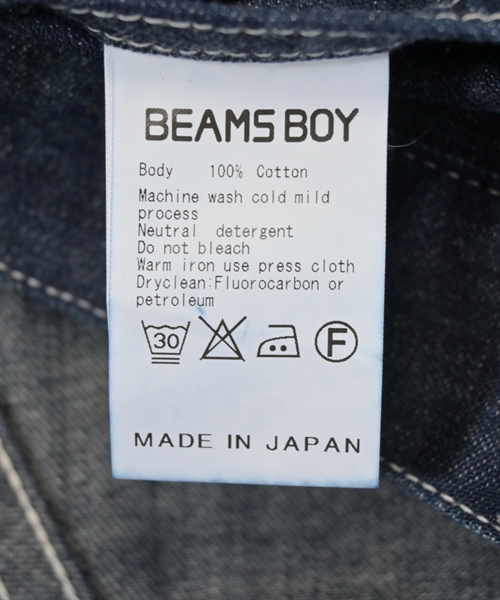 BEAMS BOY
Body 100% Cotton
Machine wash cold mild
process
Neutral detergent
Do not bleach
Warm iron use press cloth
Dryclean:Fluorocarbon or
petroleum
30 F
MADE IN JAPAN